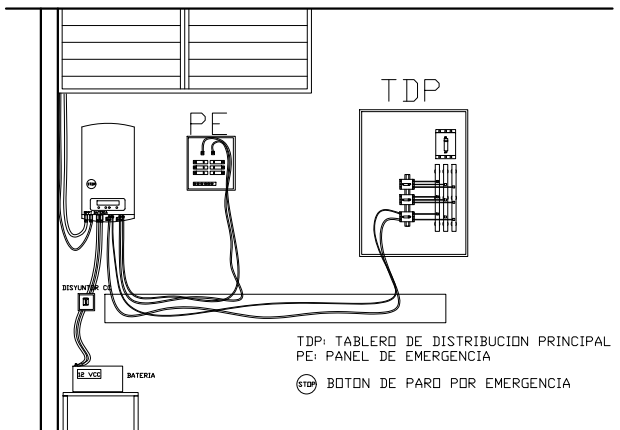 TDP
PE
STOP
DISYUNTOR CC
12 VCC
BATERIA
TDP: TABLERO DE DISTRIBUCION PRINCIPAL
PE: PANEL DE EMERGENCIA
STOP BOTON DE PARO POR EMERGENCIA